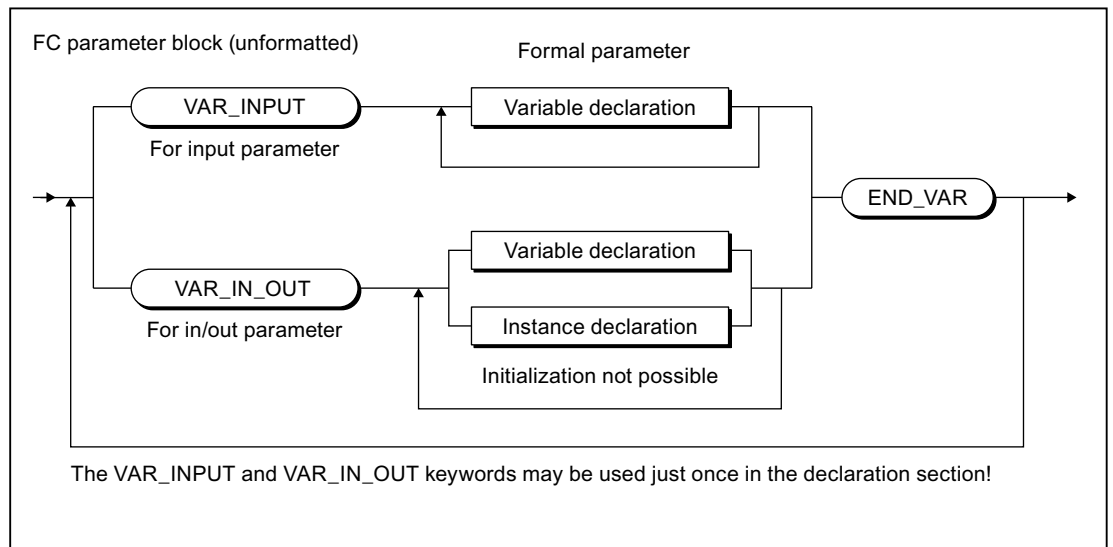 FC parameter block (unformatted)
Formal parameter
VAR_INPUT
Variable declaration
For input parameter
END_VAR
Variable declaration
VAR_IN_OUT
Instance declaration
For in/out parameter
Initialization not possible
The VAR_INPUT and VAR_IN_OUT keywords may be used just once in the declaration section!